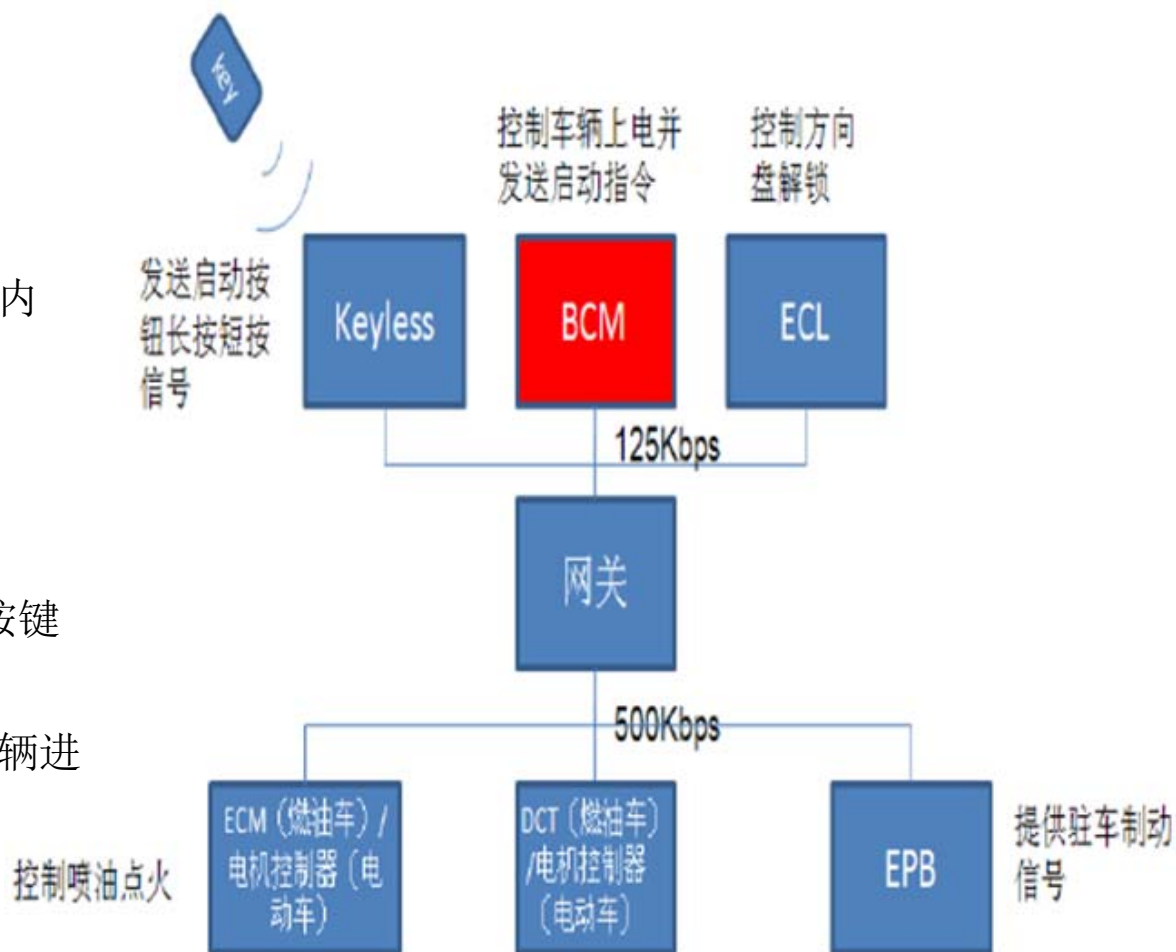 key
控制车辆上电并
发送启动指令
控制方向
盘解锁
发送启动按
钮长按短按
信号
内
Keyless
BCM
ECL
125Kbps
网关
按键
500Kbps
辆进
ECM（燃油车）/
电机控制器（电
动车）
DCT（燃油车）
/电机控制器
（电动车）
EPB
控制喷油点火
提供驻车制动
信号